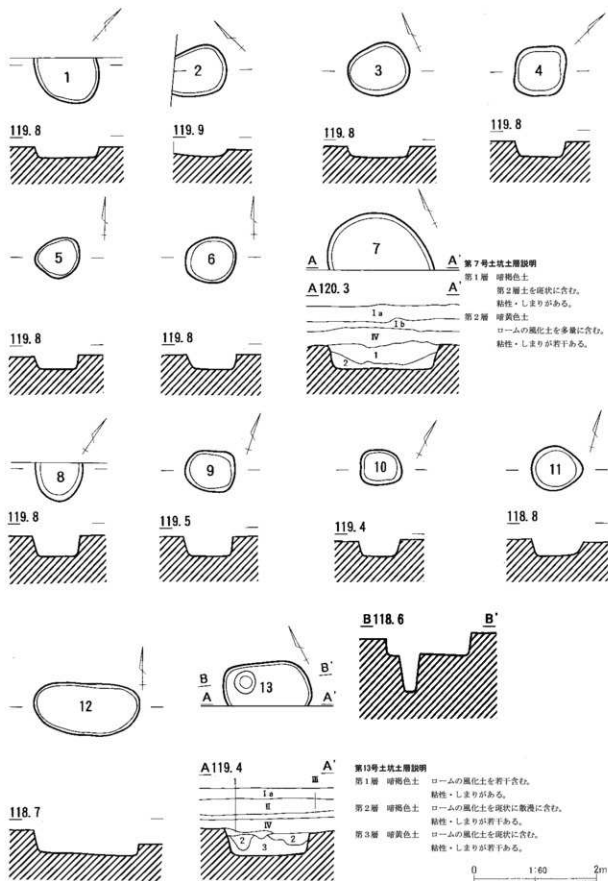 1
2
3
4
119.8
119.9
119.8
119.8
5
6
7
A A'
119.8
119.8
A120.3 A'
Ⅰa
Ⅰb
Ⅳ
1
2
第7号土坑土層説明
第1層 暗褐色土
第2層土を斑状に含む。
粘性・しまりがある。
第2層 暗黄色土
ロームの風化土を多量に含む。
粘性・しまりが若干ある。
8
9
10
11
119.8
119.5
119.4
118.8
12
13
B B'
A A'
B118.6 B'
118.7
A119.4 A'
1 Ⅲ
Ⅰa
Ⅱ
Ⅳ
2 2
3
第13号土坑土層説明
第1層 暗褐色土 ロームの風化土を若干含む。
粘性・しまりがある。
第2層 暗褐色土 ロームの風化土を斑状に散漫に含む。
粘性・しまりが若干ある。
第3層 暗黄色土 ロームの風化土を斑状に含む。
粘性・しまりが若干ある。
0 1:60 2m